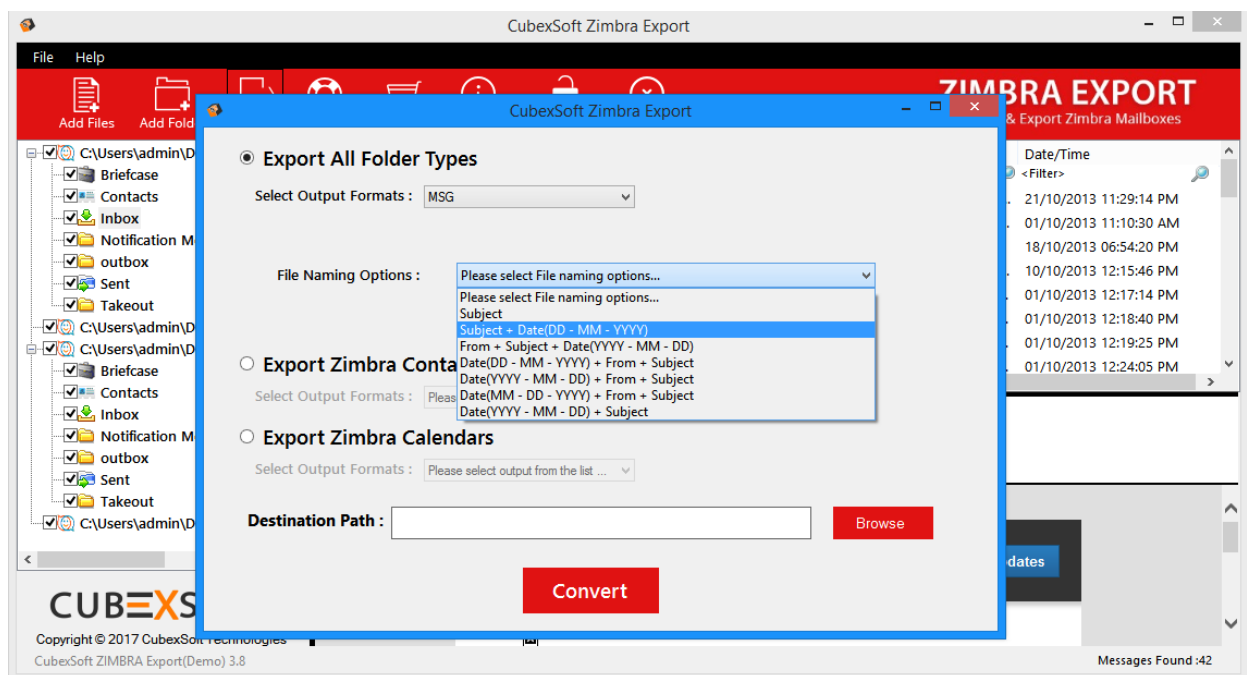 CubexSoft Zimbra Export
File Help
Add Files Add Fold
ZIMBRA EXPORT
& Export Zimbra Mailboxes
C:\Users\admin\D
Briefcase
Contacts
Inbox
Notification M
outbox
Sent
Takeout
C:\Users\admin\D
C:\Users\admin\D
Briefcase
Contacts
Inbox
Notification M
outbox
Sent
Takeout
C:\Users\admin\D
CubexSoft Zimbra Export
Export All Folder Types
Select Output Formats : MSG
File Naming Options : Please select File naming options...
Please select File naming options...
Subject
Subject + Date(DD - MM - YYYY)
From + Subject + Date(YYYY - MM - DD)
Date(DD - MM - YYYY) + From + Subject
Date(YYYY - MM - DD) + From + Subject
Date(MM - DD - YYYY) + From + Subject
Date(YYYY - MM - DD) + Subject
Export Zimbra Conta
Select Output Formats : Pleas
Export Zimbra Calendars
Select Output Formats : Please select output from the list ...
Destination Path : Browse
Convert
Date/Time
<Filter>
21/10/2013 11:29:14 PM
01/10/2013 11:10:30 AM
18/10/2013 06:54:20 PM
10/10/2013 12:15:46 PM
01/10/2013 12:17:14 PM
01/10/2013 12:18:40 PM
01/10/2013 12:19:25 PM
01/10/2013 12:24:05 PM
dates
CUBEXS
Copyright © 2017 CubexSoft Technologies
CubexSoft ZIMBRA Export(Demo) 3.8
Messages Found :42